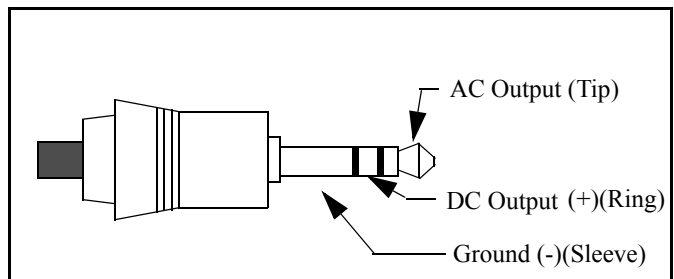 AC Output (Tip)
DC Output (+)(Ring)
Ground (-)(Sleeve)